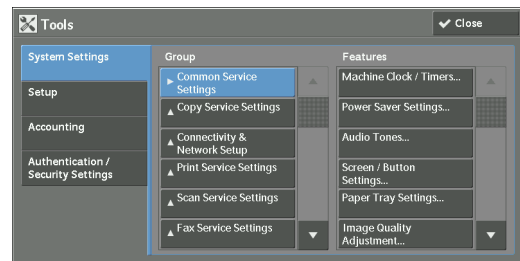 Tools
Close
System Settings
Setup
Accounting
Authentication /
Security Settings
Group
Common Service
Settings
Copy Service Settings
Connectivity &
Network Setup
Print Service Settings
Scan Service Settings
Fax Service Settings
Features
Machine Clock / Timers...
Power Saver Settings...
Audio Tones...
Screen / Button
Settings...
Paper Tray Settings...
Image Quality
Adjustment...